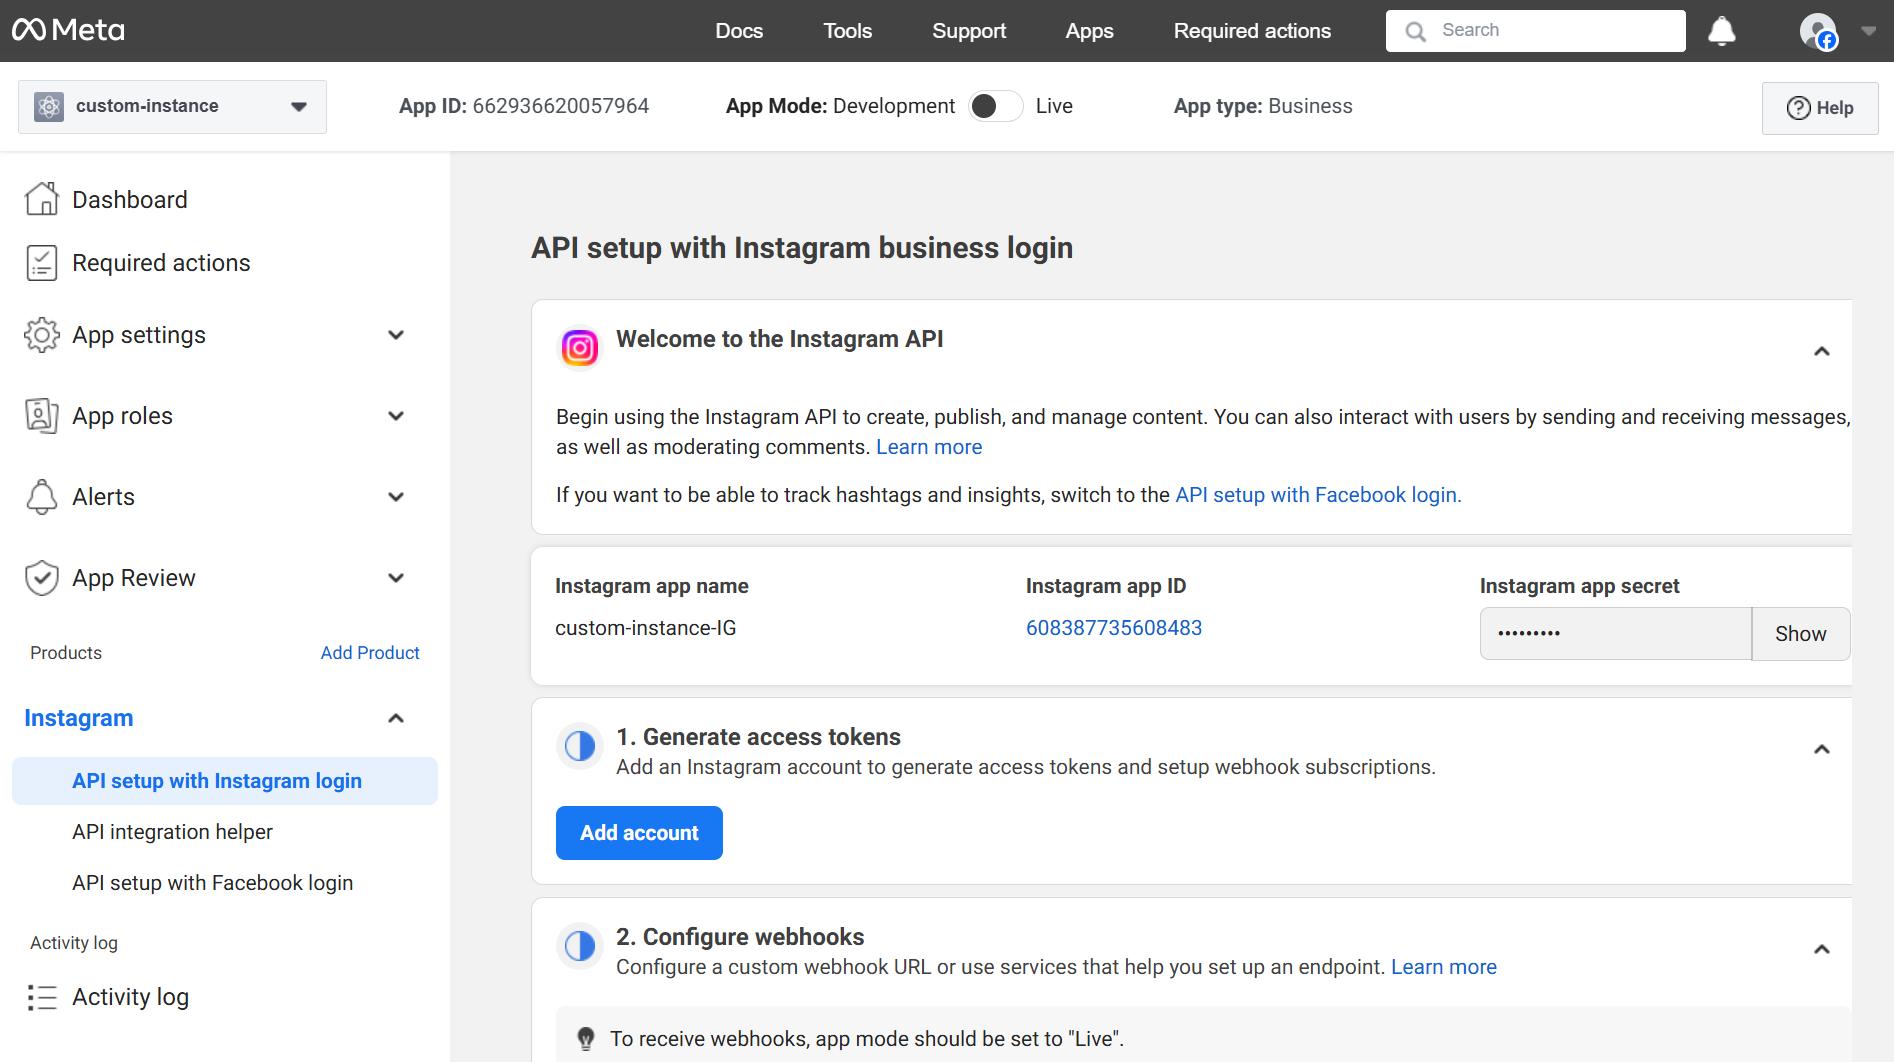 Meta
Docs
Tools
Support
Apps
Required actions
Search
custom-instance
App ID: 662936620057964
App Mode: Development
Live
App type: Business
Help
Dashboard
Required actions
App settings
App roles
Alerts
App Review
Products
Add Product
Instagram
API setup with Instagram login
API integration helper
API setup with Facebook login
Activity log
Activity log
API setup with Instagram business login
Welcome to the Instagram API
Begin using the Instagram API to create, publish, and manage content. You can also interact with users by sending and receiving messages,
as well as moderating comments. Learn more
If you want to be able to track hashtags and insights, switch to the API setup with Facebook login.
Instagram app name
custom-instance-IG
Instagram app ID
608387735608483
Instagram app secret
•••••••••
Show
1. Generate access tokens
Add an Instagram account to generate access tokens and setup webhook subscriptions.
Add account
2. Configure webhooks
Configure a custom webhook URL or use services that help you set up an endpoint. Learn more
To receive webhooks, app mode should be set to "Live".